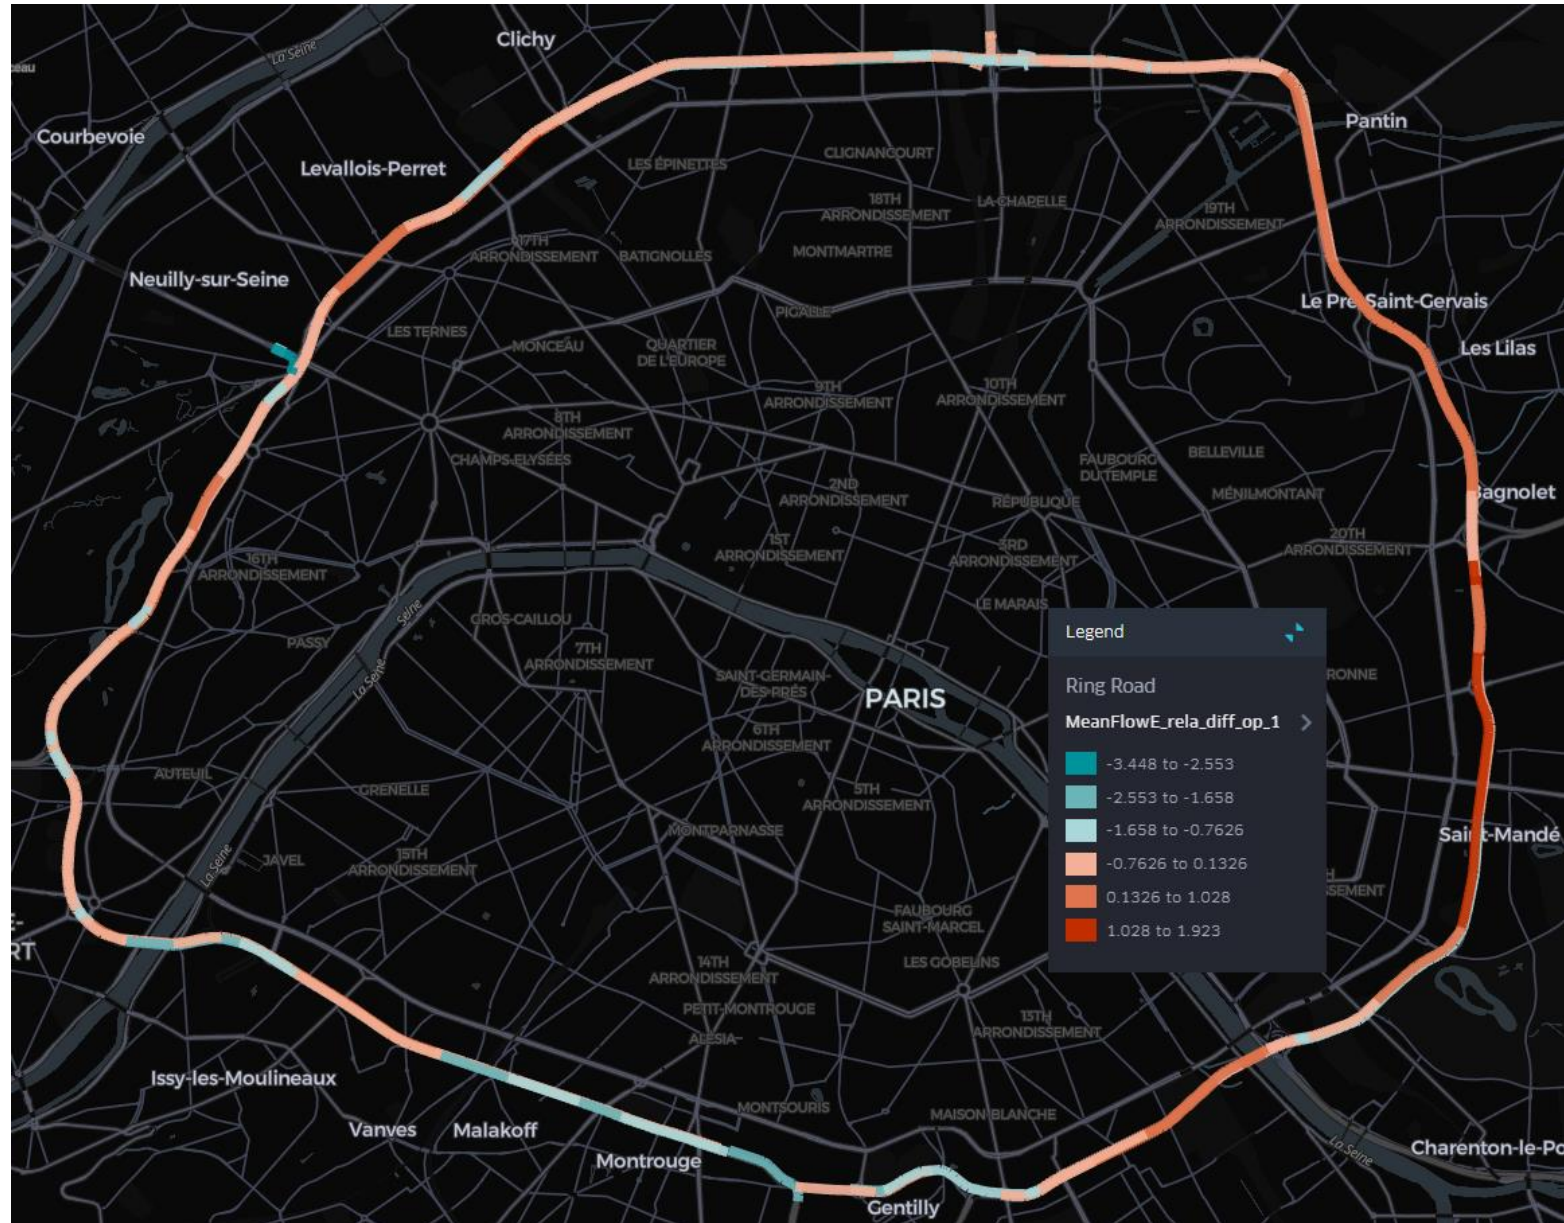 Clichy
La Seine
ceau
Courbevoie
Pantin
Levallois-Perret
LES ÉPINETTES
CLIGNANCOURT
18TH
ARRONDISSEMENT
LA CHAPELLE
19TH
ARRONDISSEMENT
17TH
ARRONDISSEMENT
BATIGNOLLES
MONTMARTRE
Neuilly-sur-Seine
Le Pré-Saint-Gervais
PIGALLE
LES TERNES
MONCEAU
QUARTIER
DE L'EUROPE
Les Lilas
9TH
ARRONDISSEMENT
10TH
ARRONDISSEMENT
8TH
ARRONDISSEMENT
CHAMPS-ELYSÉES
FAUBOURG
DU TEMPLE
BELLEVILLE
2ND
ARRONDISSEMENT
RÉPUBLIQUE
MÉNILMONTANT
Bagnolet
1ST
ARRONDISSEMENT
3RD
ARRONDISSEMENT
20TH
ARRONDISSEMENT
16TH
ARRONDISSEMENT
Seine
GROS-CAILLOU
LE MARAIS
PASSY
7TH
ARRONDISSEMENT
La Seine
SAINT-GERMAIN-
DES-PRÉS
PARIS
RONNE
6TH
ARRONDISSEMENT
AUTEUIL
GRENELLE
5TH
ARRONDISSEMENT
MONTPARNASSE
Saint-Mandé
JAVEL
La Seine
15TH
ARRONDISSEMENT
H
SSEMENT
FAUBOURG
SAINT-MARCEL
E-
RT
14TH
ARRONDISSEMENT
LES GOBELINS
PETIT-MONTROUGE
13TH
ARRONDISSEMENT
ALÉSIA
Issy-les-Moulineaux
MONTSOURIS
MAISON BLANCHE
Vanves
Malakoff
Montrouge
La Seine
Charenton-le-Po
Gentilly
Legend
Ring Road
MeanFlowE_rela_diff_op_1
-3.448 to -2.553
-2.553 to -1.658
-1.658 to -0.7626
-0.7626 to 0.1326
0.1326 to 1.028
1.028 to 1.923